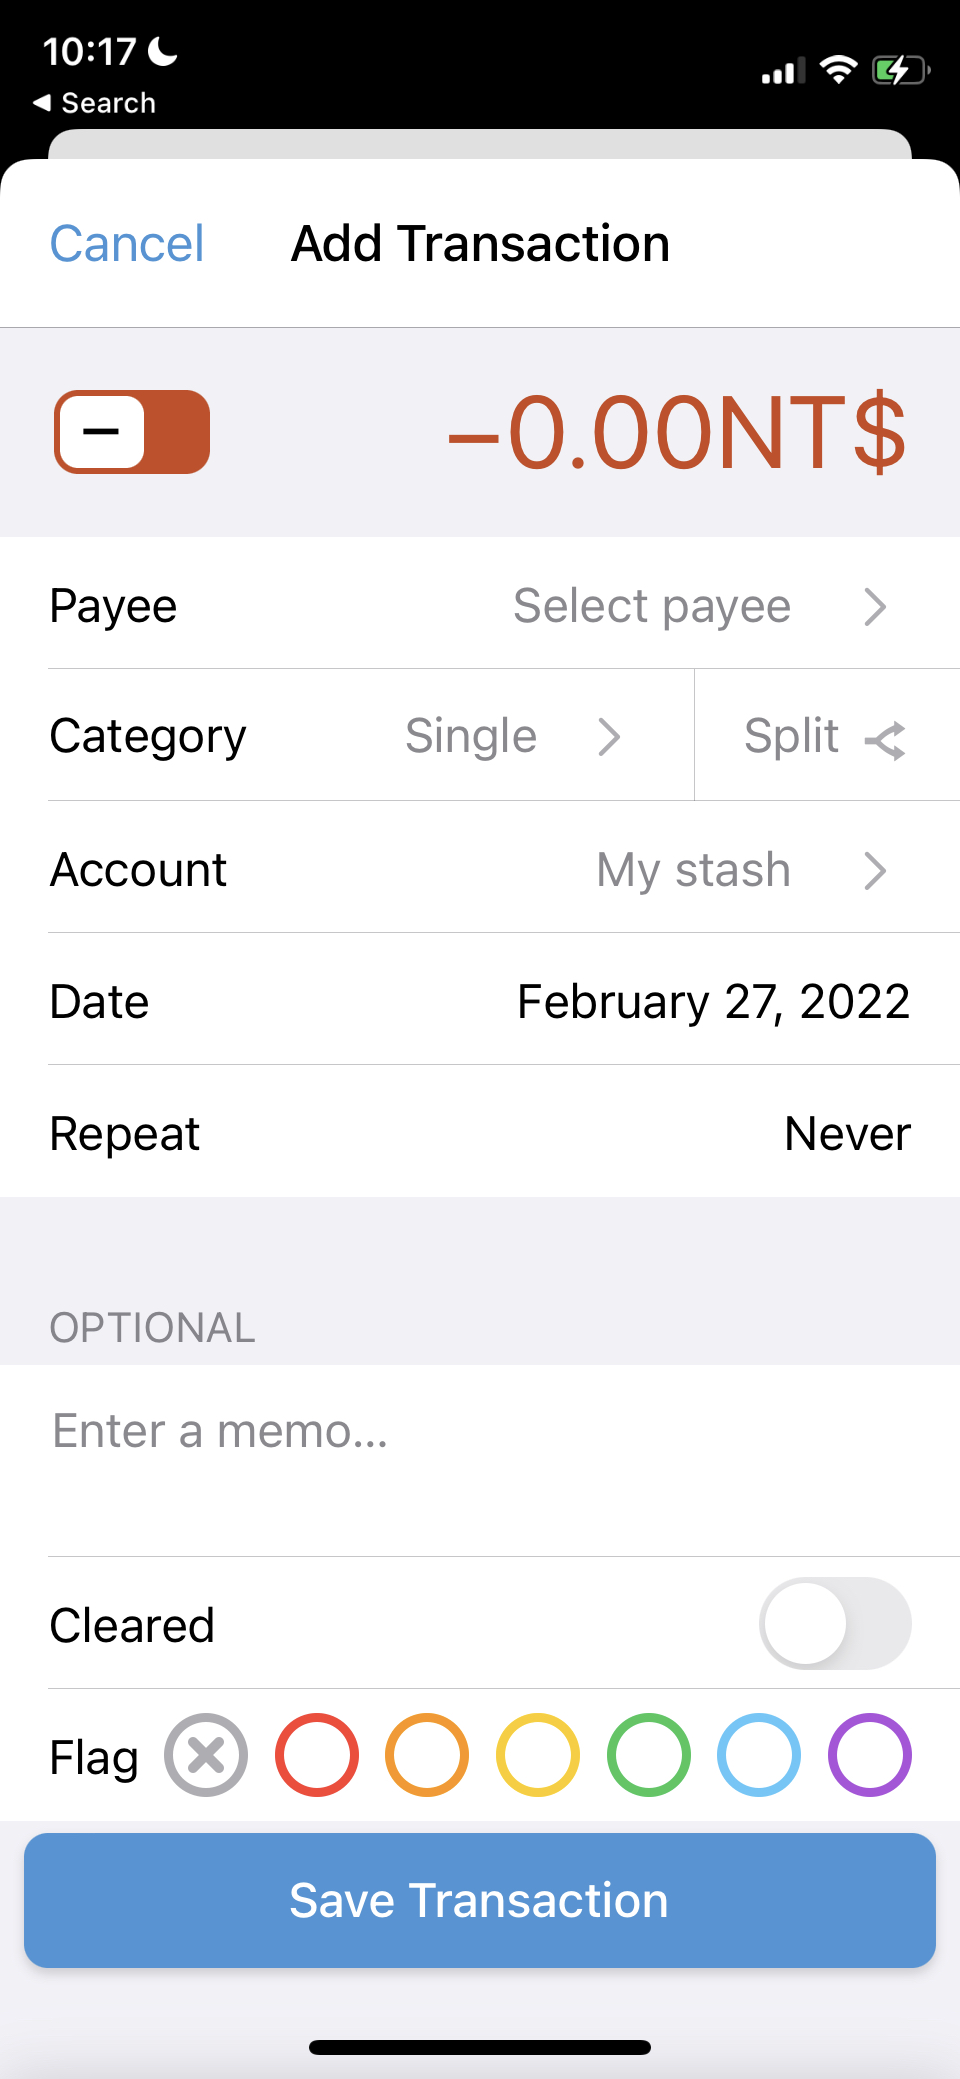 10:17
◀ Search
Cancel Add Transaction
−0.00NT$
Payee Select payee
Category Single Split
Account My stash
Date February 27, 2022
Repeat Never
OPTIONAL
Enter a memo...
Cleared
Flag
Save Transaction